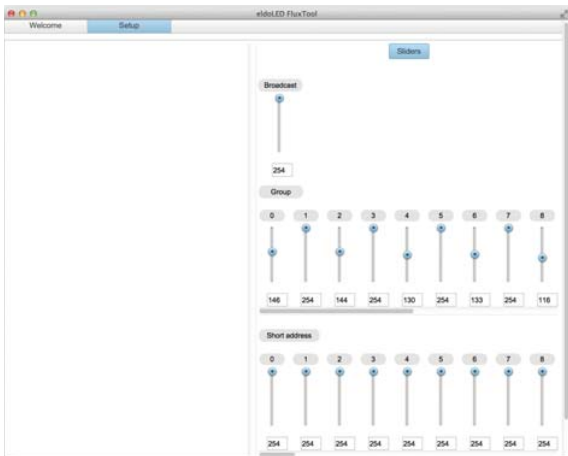 eldoLED FluxTool
Welcome Setup
Sliders
Broadcast
254
Group
0 1 2 3 4 5 6 7 8
146 254 144 254 130 254 133 254 116
Short address
0 1 2 3 4 5 6 7 8
254 254 254 254 254 254 254 254 254